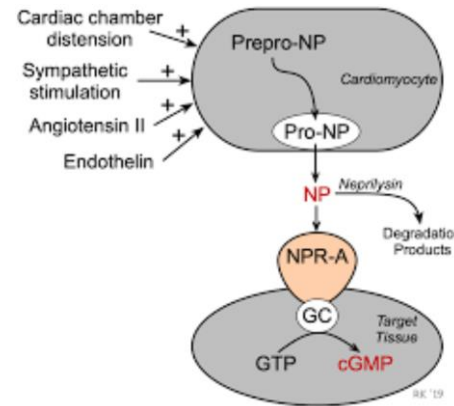 Cardiac chamber
distension
+
Sympathetic
stimulation
+
Angiotensin II
+
Endothelin
+
Prepro-NP
Cardiomyocyte
Pro-NP
NP
Neprilysin
Degradatio
Products
NPR-A
GC
Target
Tissue
GTP
cGMP
RK '19